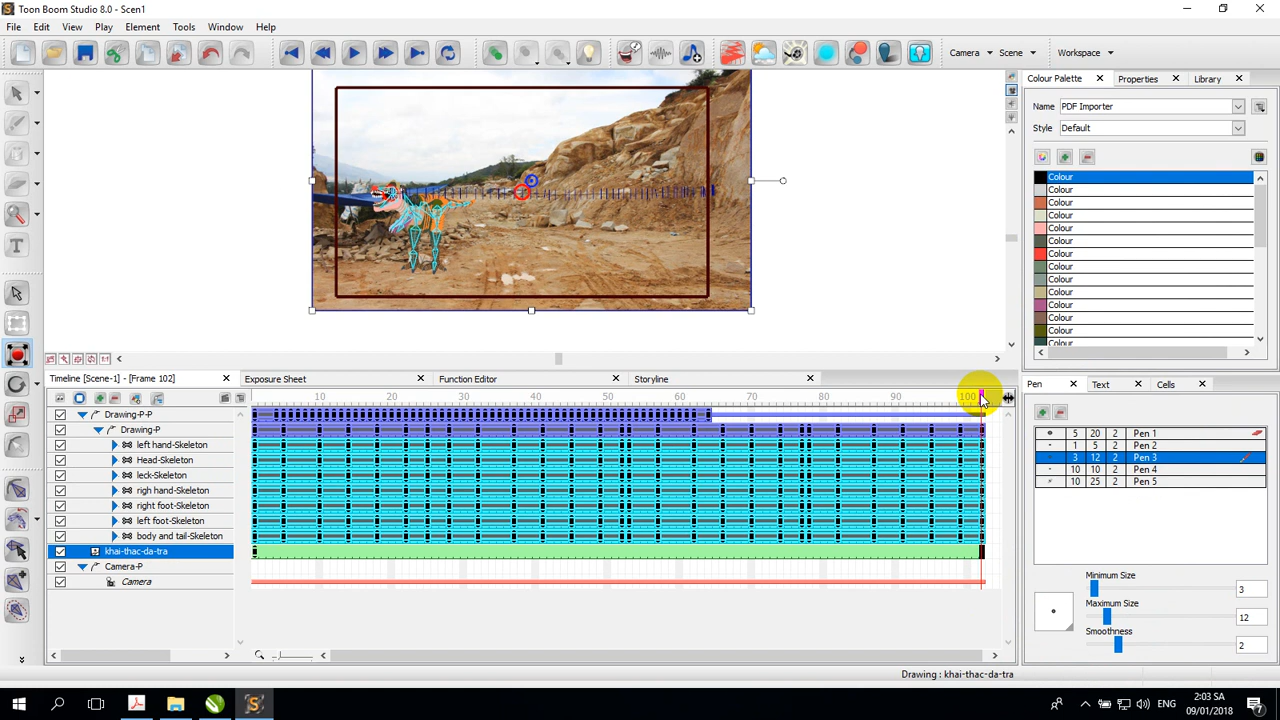 Toon Boom Studio 8.0 - Scen1
File Edit View Play Element Tools Window Help
Camera Scene Workspace
Colour Palette Properties Library
Name PDF Importer
Style Default
Colour
Colour
Colour
Colour
Colour
Colour
Colour
Colour
Colour
Colour
Colour
Colour
Colour
Colour
Timeline [Scene-1] - [Frame 102] Exposure Sheet Function Editor Storyline
10 20 30 40 50 60 70 80 90 100
Drawing-P-P
Drawing-P
left hand-Skeleton
Head-Skeleton
leck-Skeleton
righ hand-Skeleton
right foot-Skeleton
left foot-Skeleton
body and tail-Skeleton
khai-thac-da-tra
Camera-P
Camera
Pen Text Cells
5 20 2 Pen 1
1 5 2 Pen 2
3 12 2 Pen 3
10 10 2 Pen 4
10 25 2 Pen 5
Minimum Size
3
Maximum Size
12
Smoothness
2
Drawing : khai-thac-da-tra
ENG
2:03 SA
09/01/2018